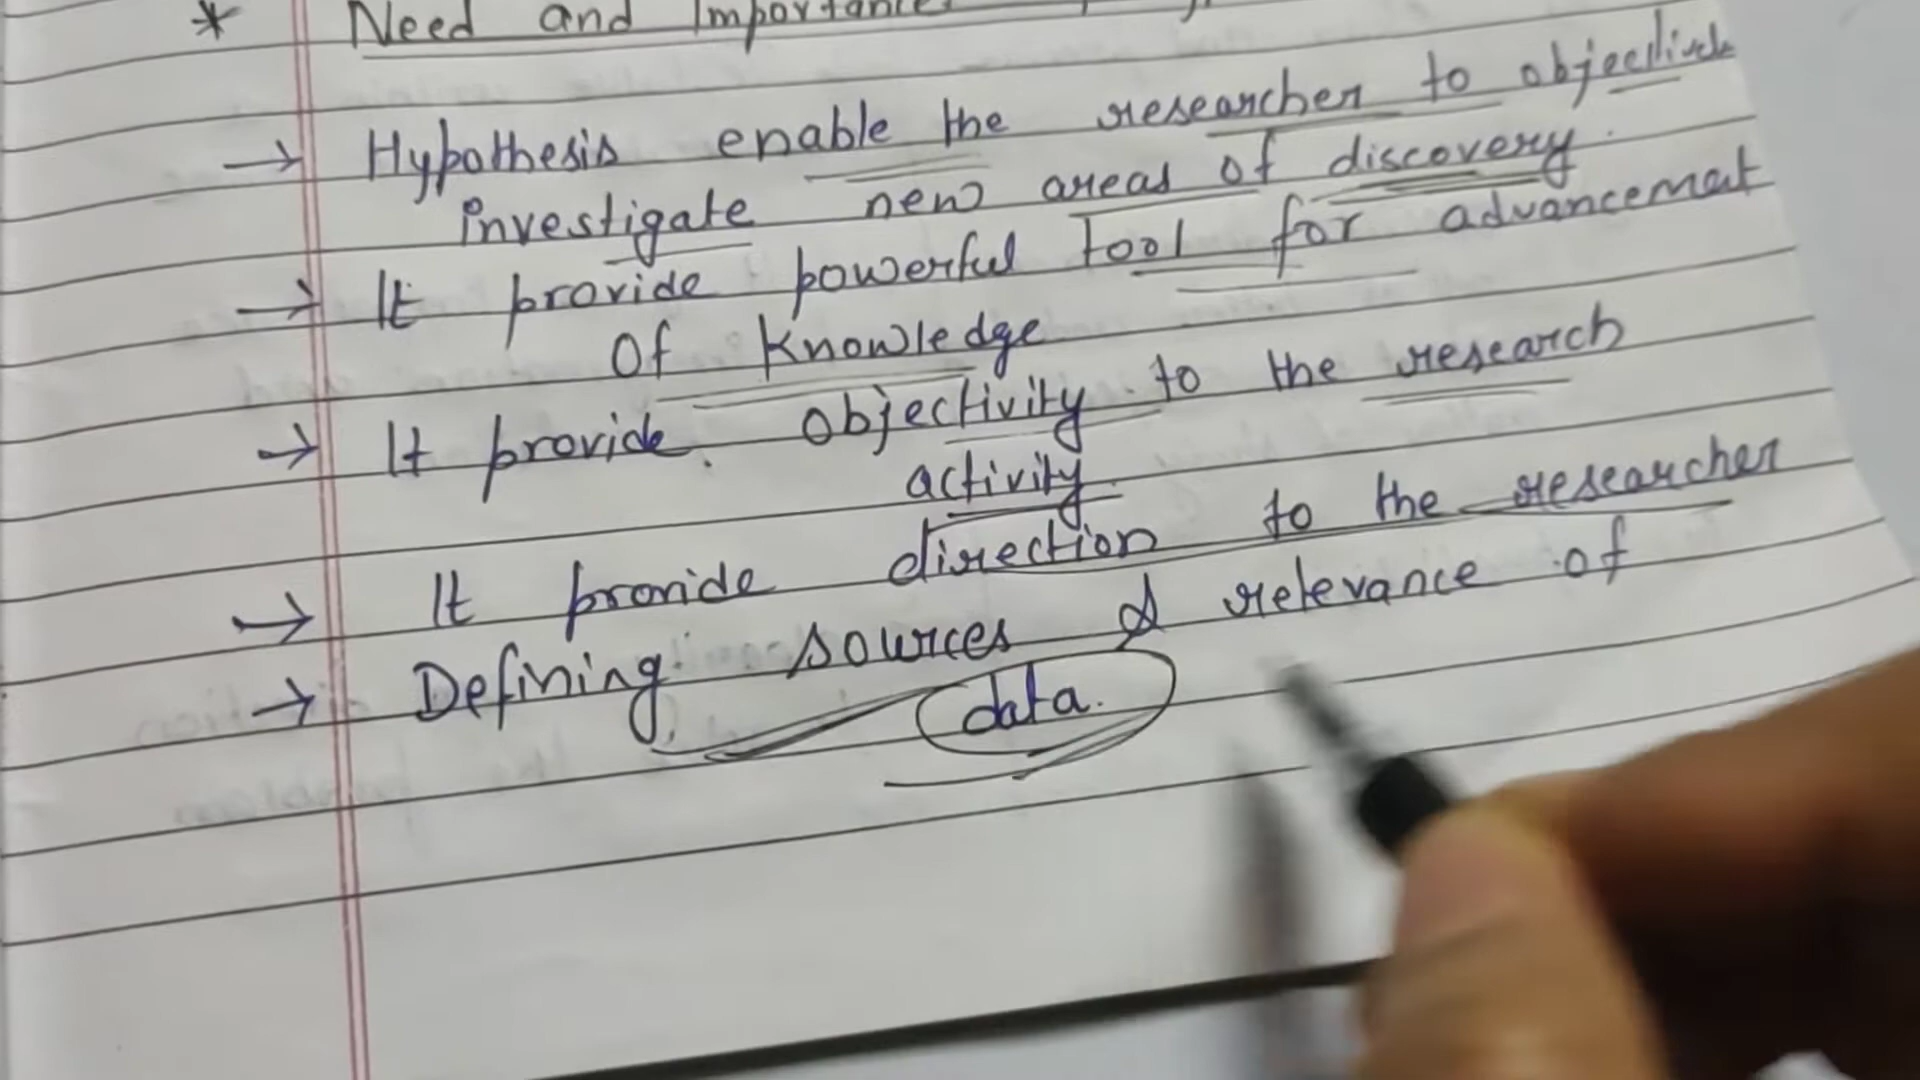 * Need and Importance
→ Hypothesis enable the researcher to objectively
investigate new areas of discovery.
→ It provide powerful tool for advancement
Of Knowledge
→ It provide objectivity to the research
activity.
→ It provide direction to the researcher
→ Defining sources & relevance of
data.